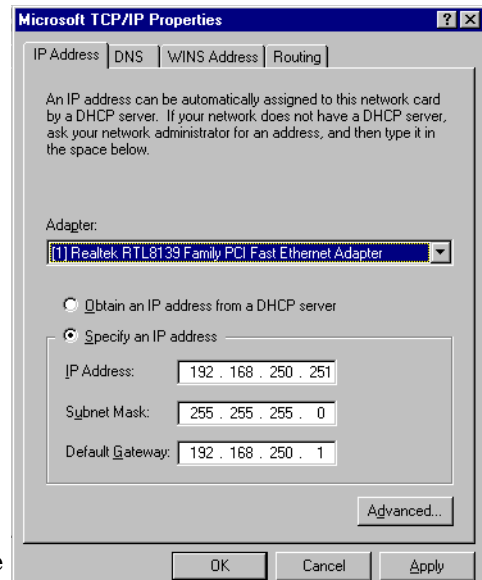 Microsoft TCP/IP Properties
IP Address DNS WINS Address Routing
An IP address can be automatically assigned to this network card
by a DHCP server. If your network does not have a DHCP server,
ask your network administrator for an address, and then type it in
the space below.
Adapter:
[1] Realtek RTL8139 Family PCI Fast Ethernet Adapter
Obtain an IP address from a DHCP server
Specify an IP address
IP Address: 192 . 168 . 250 . 251
Subnet Mask: 255 . 255 . 255 . 0
Default Gateway: 192 . 168 . 250 . 1
Advanced...
e
OK Cancel Apply